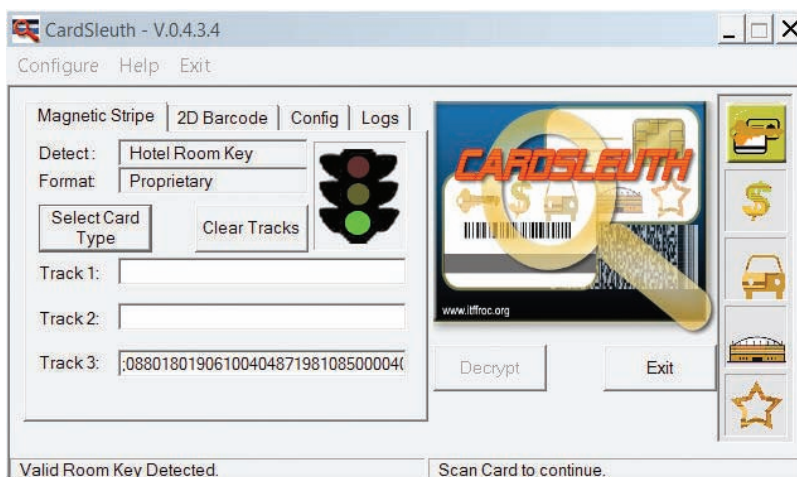 CardSleuth - V.0.4.3.4
Configure Help Exit
Magnetic Stripe 2D Barcode Config Logs
Detect: Hotel Room Key
Format: Proprietary
Select Card
Type
Clear Tracks
Track 1:
Track 2:
Track 3: ;08801801906100404871981085000040
CARDSLEUTH
www.itffroc.org
Decrypt
Exit
Valid Room Key Detected.
Scan Card to continue.